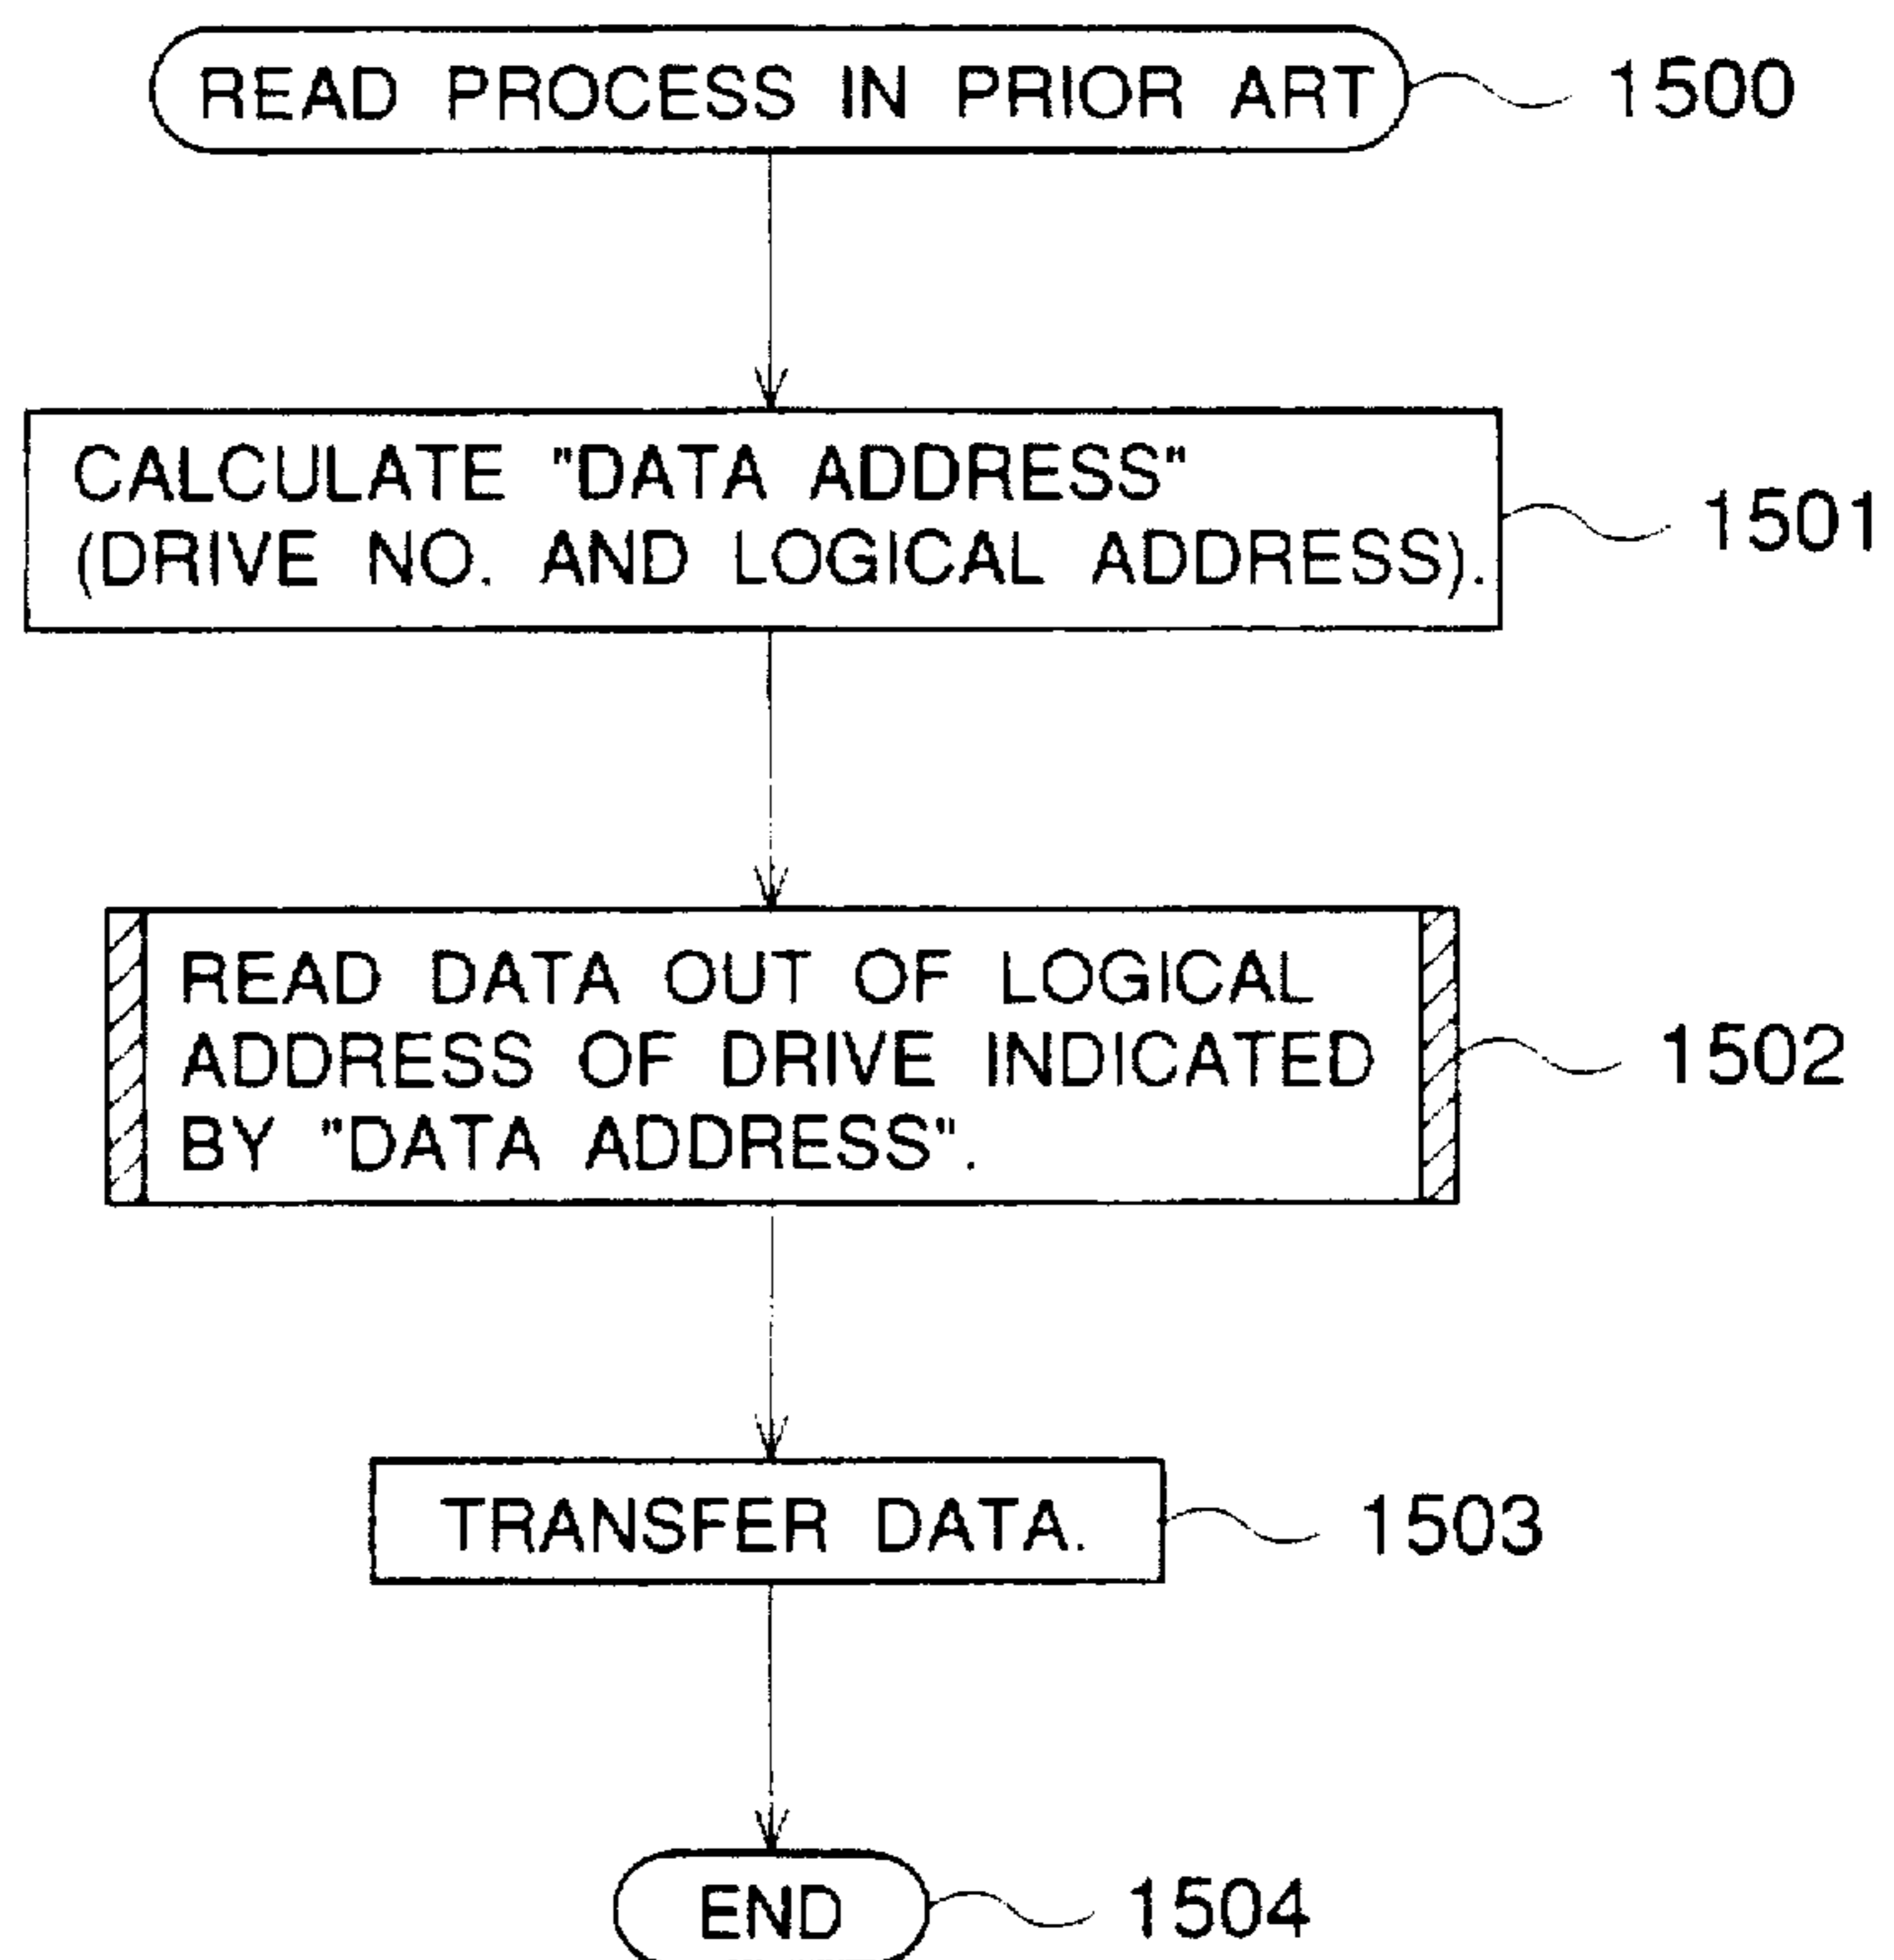 READ PROCESS IN PRIOR ART 1500
CALCULATE "DATA ADDRESS"
(DRIVE NO. AND LOGICAL ADDRESS).
1501
READ DATA OUT OF LOGICAL
ADDRESS OF DRIVE INDICATED
BY "DATA ADDRESS".
1502
TRANSFER DATA. 1503
END 1504